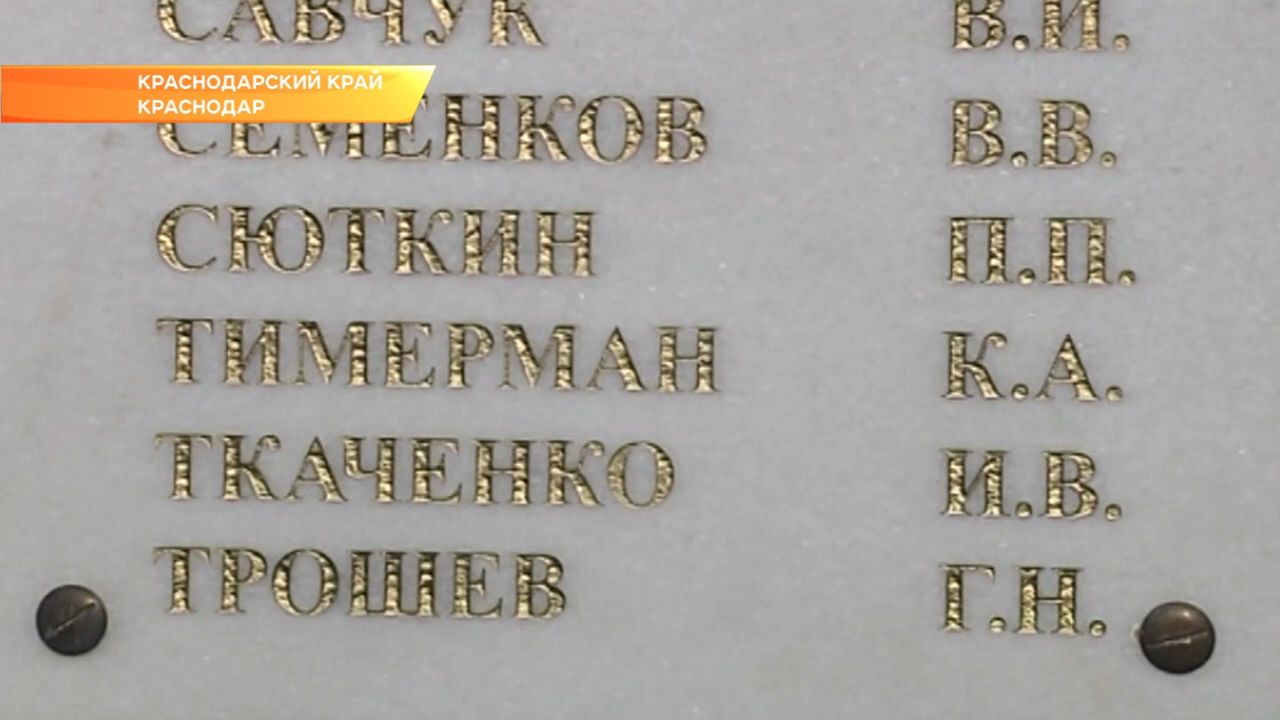 САВЧУК В.И.
КРАСНОДАРСКИЙ КРАЙ
КРАСНОДАР
СЕМЕНКОВ В.В.
СЮТКИН П.П.
ТИМЕРМАН К.А.
ТКАЧЕНКО И.В.
ТРОШЕВ Г.Н.